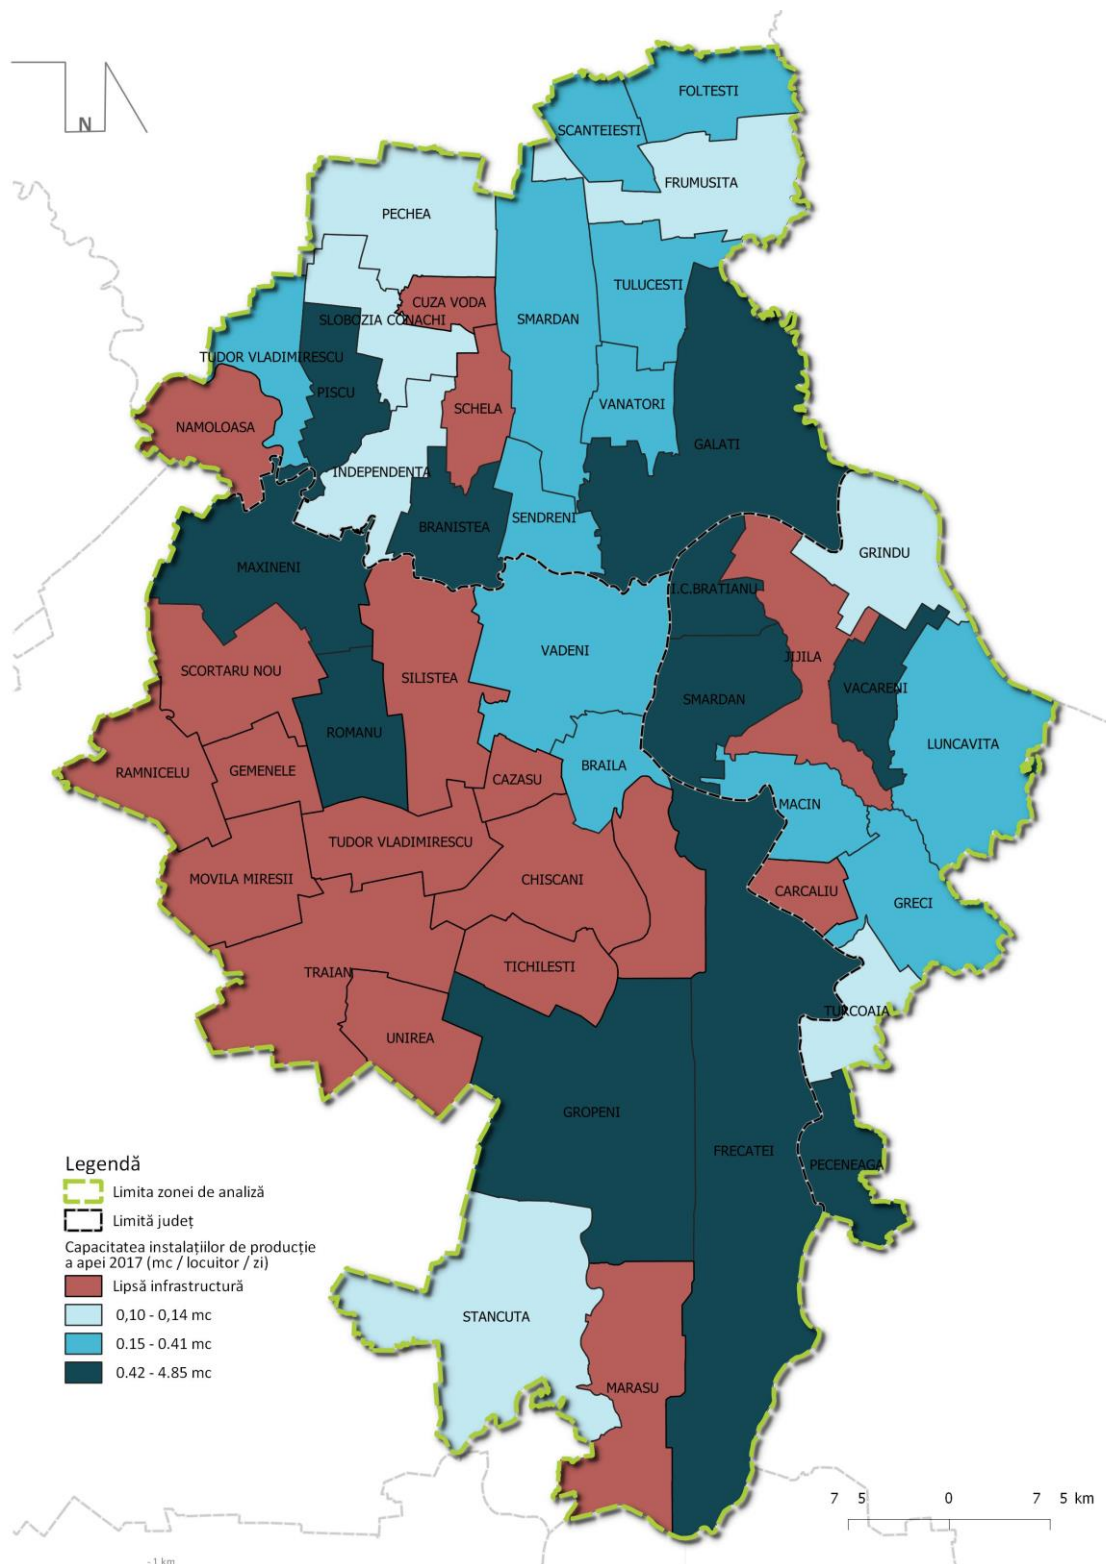 N
FOLTESTI
SCANTEIESTI
FRUMUSITA
PECHEA
TULUCESTI
CUZA VODA
SLOBOZIA CONACHI
SMARDAN
TUDOR VLADIMIRESCU
PISCU
VANATORI
SCHELA
NAMOLOASA
GALATI
INDEPENDENTA
SENDRENI
BRANISTEA
GRINDU
MAXINENI
I.C.BRATIANU
VADENI
JIJILA
SCORTARU NOU
SILISTEA
VACARENI
SMARDAN
ROMANU
LUNCAVITA
BRAILA
RAMNICELU
GEMENELE
CAZASU
MACIN
TUDOR VLADIMIRESCU
MOVILA MIRESII
CHISCANI
CARCALIU
GRECI
TICHILESTI
TRAIAN
TURCOAIA
UNIREA
GROPENI
FRECATEI
PECENEAGA
STANCUTA
MARASU
Legendă
Limita zonei de analiză
Limită județ
Capacitatea instalațiilor de producție
a apei 2017 (mc / locuitor / zi)
Lipsă infrastructură
0,10 - 0,14 mc
0.15 - 0.41 mc
0.42 - 4.85 mc
7 5 0 7 5 km
- 1 km